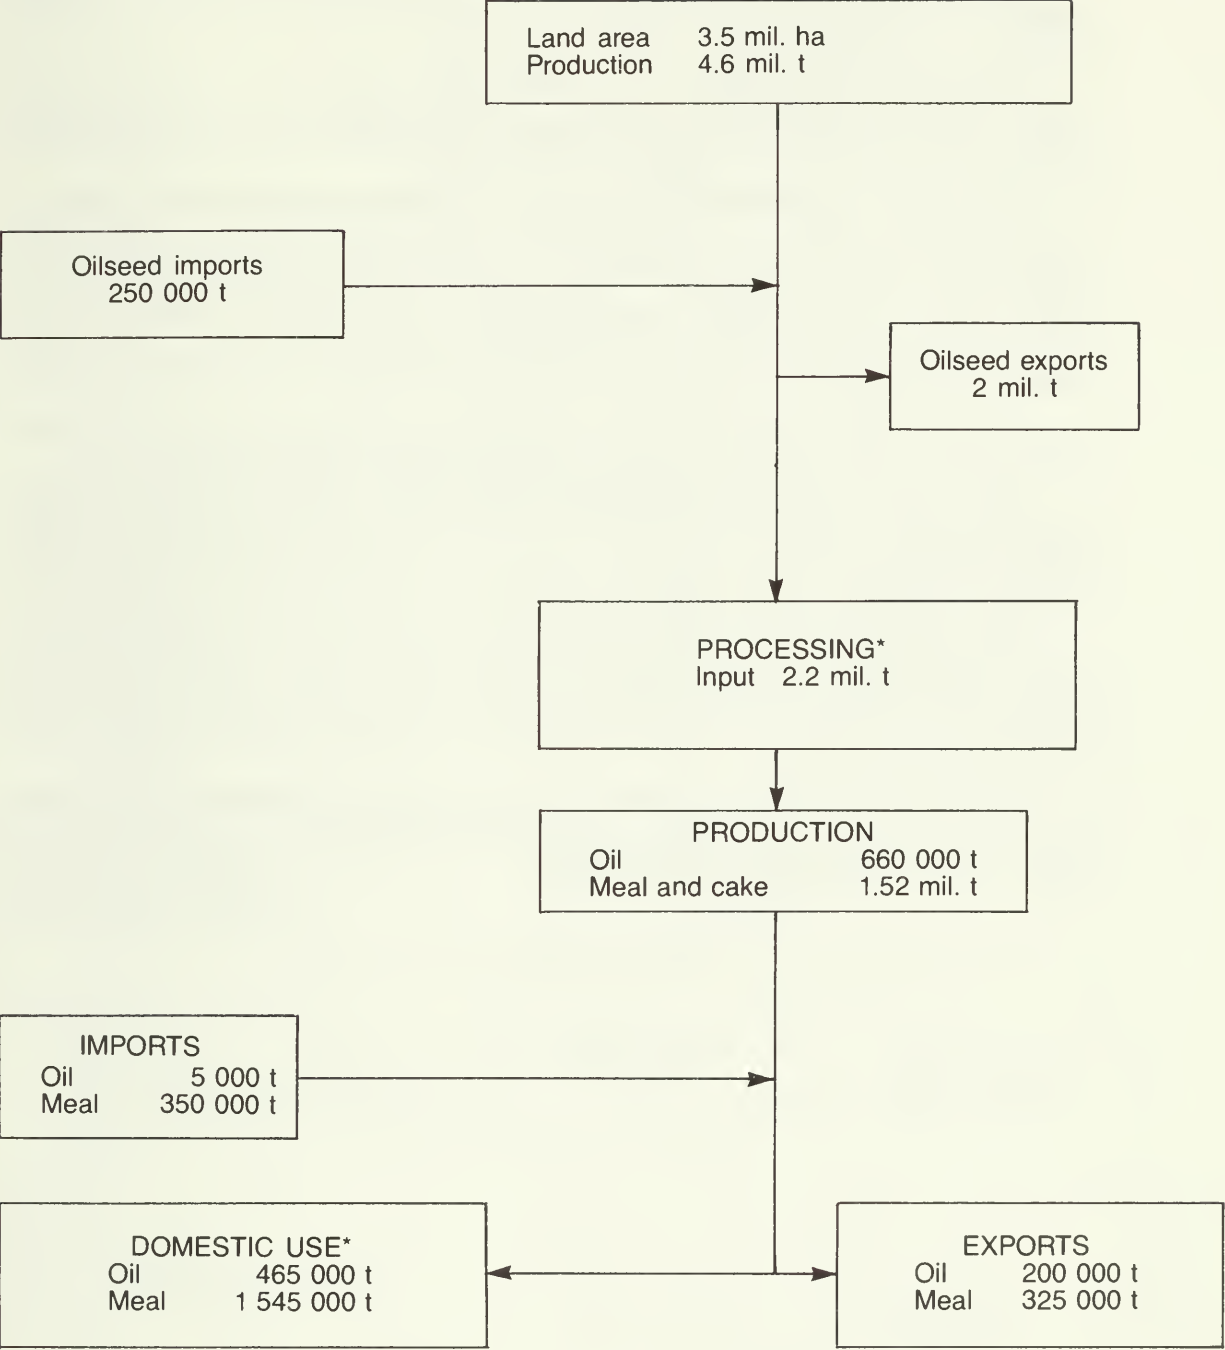 Land area 3.5 mil. ha
Production 4.6 mil. t
Oilseed imports
250 000 t
Oilseed exports
2 mil. t
PROCESSING*
Input 2.2 mil. t
PRODUCTION
Oil 660 000 t
Meal and cake 1.52 mil. t
IMPORTS
Oil 5 000 t
Meal 350 000 t
DOMESTIC USE*
Oil 465 000 t
Meal 1 545 000 t
EXPORTS
Oil 200 000 t
Meal 325 000 t